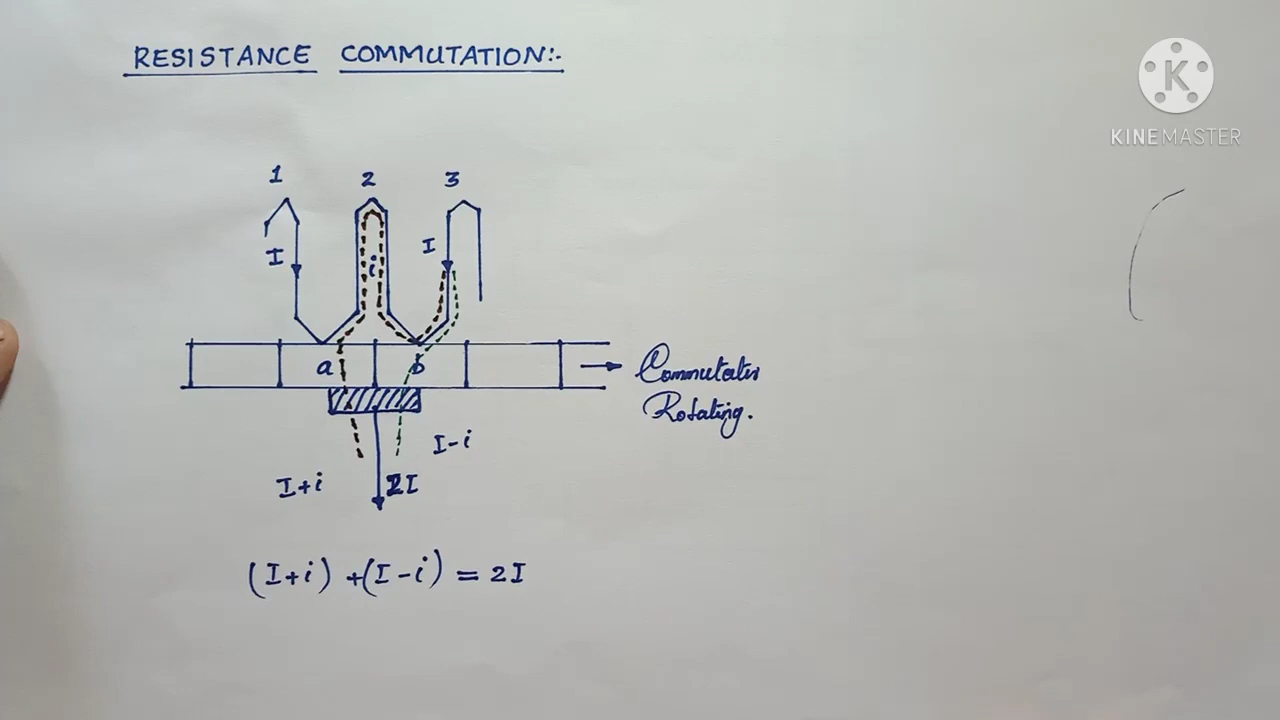 RESISTANCE COMMUTATION:-
K
KINEMASTER
1 2 3
I i I
a b
Commutator
Rotating.
I-i
I+i 2I
(I+i) +(I-i) = 2I